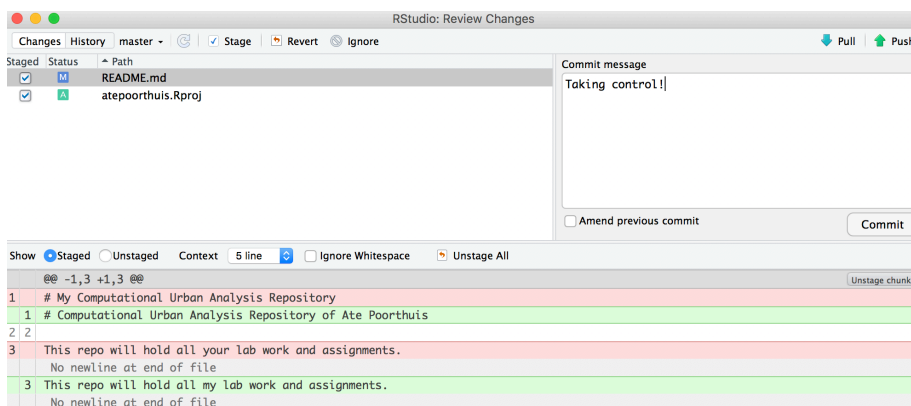 RStudio: Review Changes
Changes History master Stage Revert Ignore Pull Push
Staged Status Path Commit message
M README.md Taking control!
A atepoorthuis.Rproj
Amend previous commit Commit
Show Staged Unstaged Context 5 line Ignore Whitespace Unstage All
@@ -1,3 +1,3 @@ Unstage chunk
1 # My Computational Urban Analysis Repository
1 # Computational Urban Analysis Repository of Ate Poorthuis
2 2
3 This repo will hold all your lab work and assignments.
No newline at end of file
3 This repo will hold all my lab work and assignments.
No newline at end of file